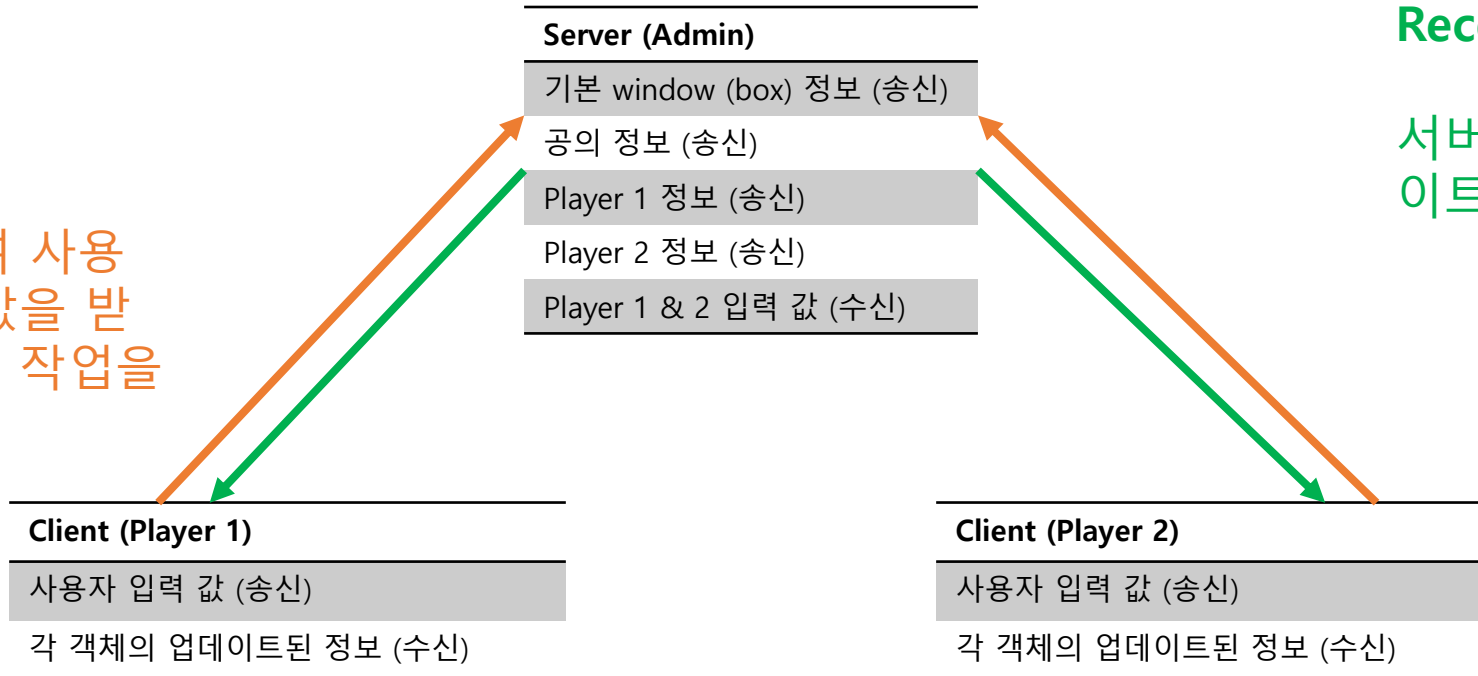 Server (Admin)
기본 window (box) 정보 (송신)
공의 정보 (송신)
Player 1 정보 (송신)
Player 2 정보 (송신)
Player 1 & 2 입력 값 (수신)
사용
값을 받
작업을
Client (Player 1)
사용자 입력 값 (송신)
각 객체의 업데이트된 정보 (수신)
Client (Player 2)
사용자 입력 값 (송신)
각 객체의 업데이트된 정보 (수신)